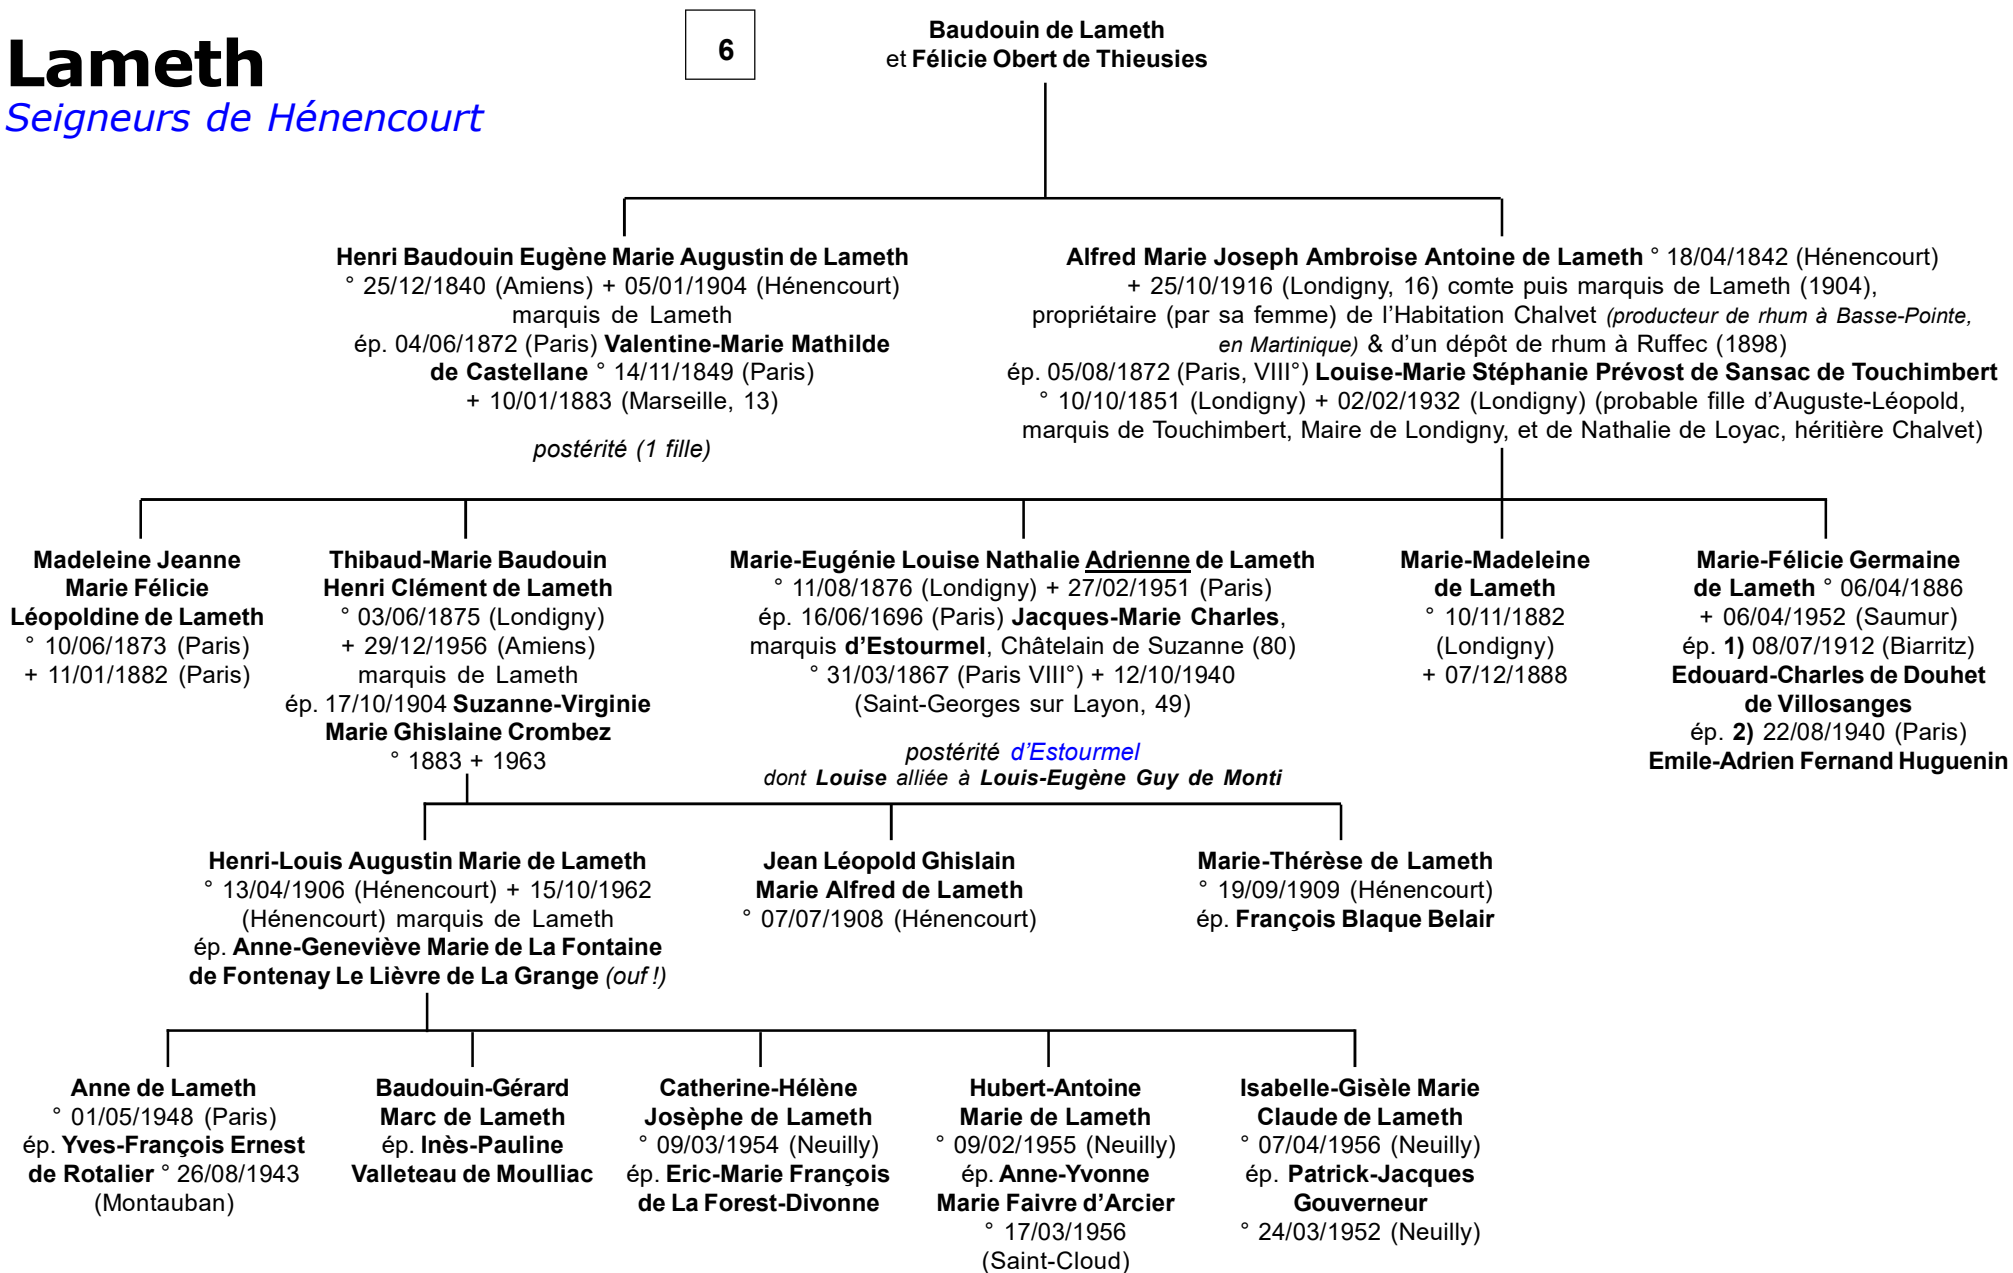 Lameth
Seigneurs de Hénencourt
6
Baudouin de Lameth
et Félicie Obert de Thieusies
Henri Baudouin Eugène Marie Augustin de Lameth
° 25/12/1840 (Amiens) + 05/01/1904 (Hénencourt)
marquis de Lameth
ép. 04/06/1872 (Paris) Valentine-Marie Mathilde
de Castellane ° 14/11/1849 (Paris)
+ 10/01/1883 (Marseille, 13)
postérité (1 fille)
Alfred Marie Joseph Ambroise Antoine de Lameth ° 18/04/1842 (Hénencourt)
+ 25/10/1916 (Londigny, 16) comte puis marquis de Lameth (1904),
propriétaire (par sa femme) de l'Habitation Chalvet (producteur de rhum à Basse-Pointe,
en Martinique) & d'un dépôt de rhum à Ruffec (1898)
ép. 05/08/1872 (Paris, VIII°) Louise-Marie Stéphanie Prévost de Sansac de Touchimbert
° 10/10/1851 (Londigny) + 02/02/1932 (Londigny) (probable fille d'Auguste-Léopold,
marquis de Touchimbert, Maire de Londigny, et de Nathalie de Loyac, héritière Chalvet)
Madeleine Jeanne
Marie Félicie
Léopoldine de Lameth
° 10/06/1873 (Paris)
+ 11/01/1882 (Paris)
Thibaud-Marie Baudouin
Henri Clément de Lameth
° 03/06/1875 (Londigny)
+ 29/12/1956 (Amiens)
marquis de Lameth
ép. 17/10/1904 Suzanne-Virginie
Marie Ghislaine Crombez
° 1883 + 1963
Marie-Eugénie Louise Nathalie Adrienne de Lameth
° 11/08/1876 (Londigny) + 27/02/1951 (Paris)
ép. 16/06/1696 (Paris) Jacques-Marie Charles,
marquis d'Estourmel, Châtelain de Suzanne (80)
° 31/03/1867 (Paris VIII°) + 12/10/1940
(Saint-Georges sur Layon, 49)
postérité d'Estourmel
dont Louise alliée à Louis-Eugène Guy de Monti
Marie-Madeleine
de Lameth
° 10/11/1882
(Londigny)
+ 07/12/1888
Marie-Félicie Germaine
de Lameth ° 06/04/1886
+ 06/04/1952 (Saumur)
ép. 1) 08/07/1912 (Biarritz)
Edouard-Charles de Douhet
de Villosanges
ép. 2) 22/08/1940 (Paris)
Emile-Adrien Fernand Huguenin
Henri-Louis Augustin Marie de Lameth
° 13/04/1906 (Hénencourt) + 15/10/1962
(Hénencourt) marquis de Lameth
ép. Anne-Geneviève Marie de La Fontaine
de Fontenay Le Lièvre de La Grange (ouf !)
Jean Léopold Ghislain
Marie Alfred de Lameth
° 07/07/1908 (Hénencourt)
Marie-Thérèse de Lameth
° 19/09/1909 (Hénencourt)
ép. François Blaque Belair
Anne de Lameth
° 01/05/1948 (Paris)
ép. Yves-François Ernest
de Rotalier ° 26/08/1943
(Montauban)
Baudouin-Gérard
Marc de Lameth
ép. Inès-Pauline
Valleteau de Moulliac
Catherine-Hélène
Josèphe de Lameth
° 09/03/1954 (Neuilly)
ép. Eric-Marie François
de La Forest-Divonne
Hubert-Antoine
Marie de Lameth
° 09/02/1955 (Neuilly)
ép. Anne-Yvonne
Marie Faivre d'Arcier
° 17/03/1956
(Saint-Cloud)
Isabelle-Gisèle Marie
Claude de Lameth
° 07/04/1956 (Neuilly)
ép. Patrick-Jacques
Gouverneur
° 24/03/1952 (Neuilly)